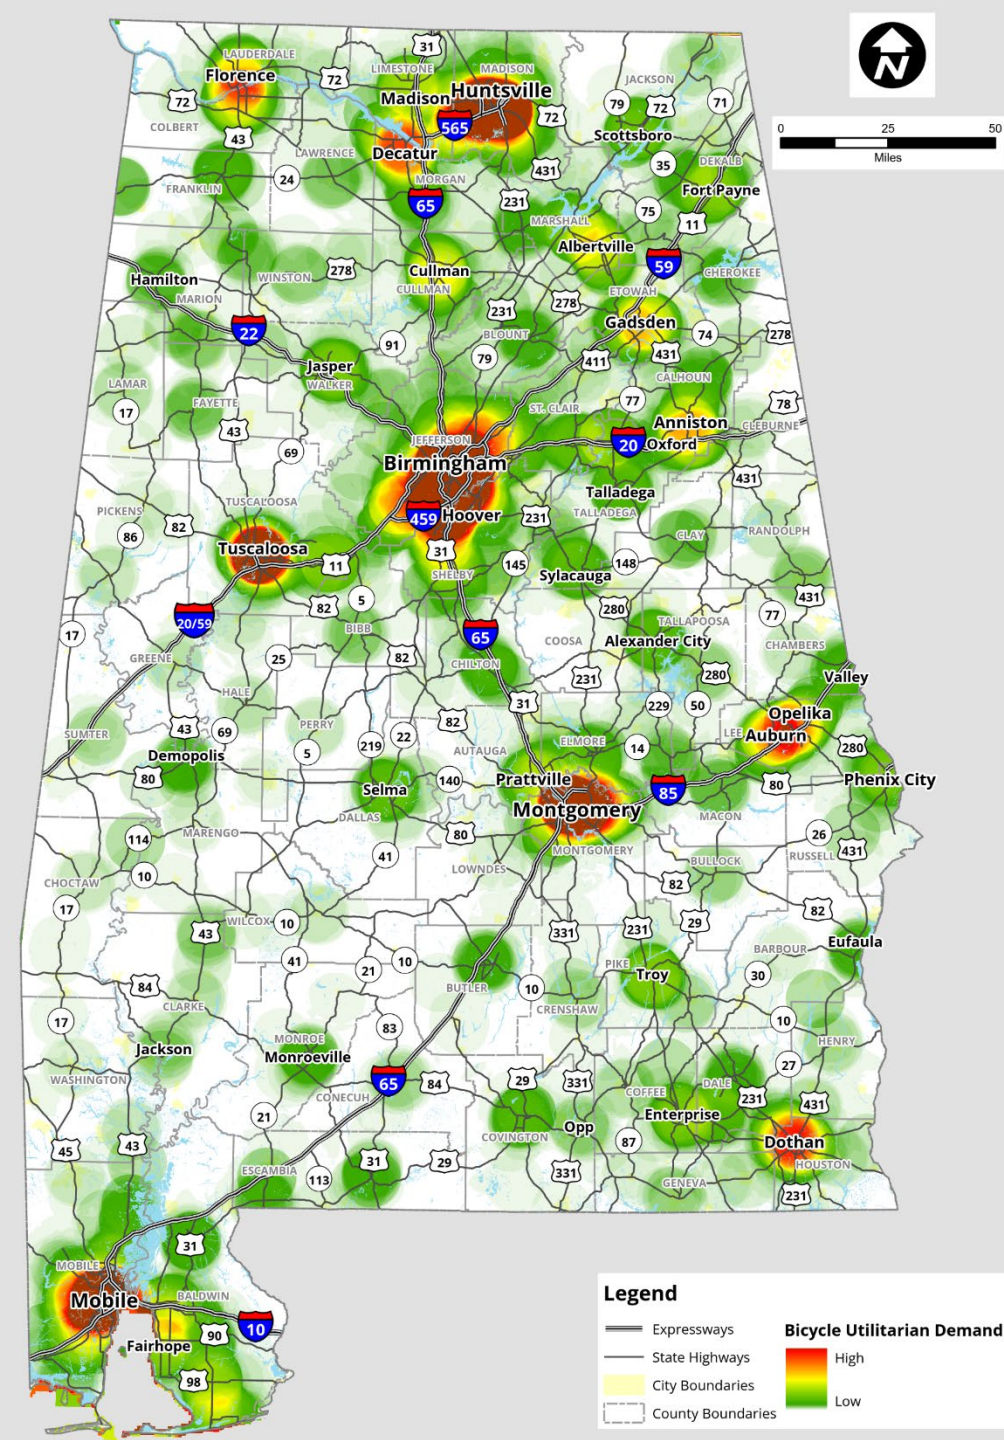 N
0 25 50
Miles
31
LAUDERDALE
Florence
72
LIMESTONE
MADISON
Madison
Huntsville
JACKSON
79
72
71
72
565
72
COLBERT
43
Scottsboro
LAWRENCE
Decatur
431
35
DEKALB
24
MORGAN
FRANKLIN
65
231
Fort Payne
75
MARSHALL
11
Albertville
59
Hamilton
WINSTON
278
Cullman
CULLMAN
CHEROKEE
MARION
231
278
ETOWAH
22
Gadsden
91
BLOUNT
79
74
278
411
431
Jasper
WALKER
CALHOUN
LAMAR
17
FAYETTE
77
78
ST. CLAIR
43
Anniston
CLEBURNE
JEFFERSON
20
Oxford
69
Birmingham
431
Talladega
TUSCALOOSA
TALLADEGA
PICKENS
82
459
Hoover
231
86
CLAY
RANDOLPH
Tuscaloosa
31
11
SHELBY
145
148
Sylacauga
5
82
280
431
77
20/59
BIBB
17
65
TALLAPOOSA
COOSA
Alexander City
CHAMBERS
GREENE
25
82
CHILTON
231
280
Valley
HALE
31
229
50
Opelika
SUMTER
43
69
PERRY
82
LEE
Auburn
5
219
22
ELMORE
14
280
Demopolis
AUTAUGA
80
140
Prattville
85
80
Phenix City
Selma
Montgomery
DALLAS
MACON
MARENGO
80
26
114
MONTGOMERY
431
41
RUSSELL
BULLOCK
10
LOWNDES
CHOCTAW
82
17
82
WILCOX
10
29
43
331
231
Eufaula
BARBOUR
41
21
10
PIKE
Troy
30
84
BUTLER
10
CLARKE
CRENSHAW
17
10
83
MONROE
HENRY
Jackson
Monroeville
27
WASHINGTON
65
84
29
331
DALE
COFFEE
CONECUH
231
431
21
Enterprise
COVINGTON
Opp
43
87
Dothan
45
31
29
HOUSTON
ESCAMBIA
113
331
GENEVA
231
31
MOBILE
BALDWIN
Mobile
10
90
Fairhope
98
Legend
Expressways
State Highways
City Boundaries
County Boundaries
Bicycle Utilitarian Demand
High
Low